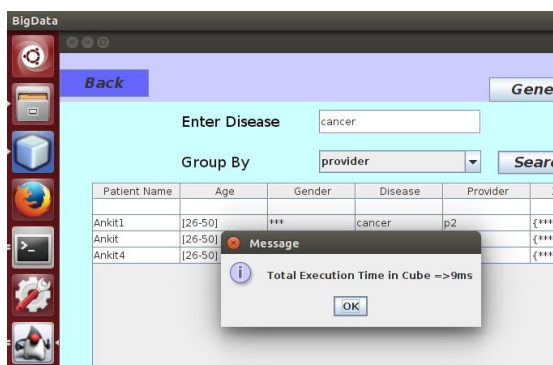 BigData
Back
Gene
Enter Disease cancer
Group By provider Sear
Patient Name Age Gender Disease Provider
Ankit1 [26-50] *** cancer p2 {***
Ankit [26-50] {***
Ankit4 [26-50] {***
Message
Total Execution Time in Cube =>9ms
OK